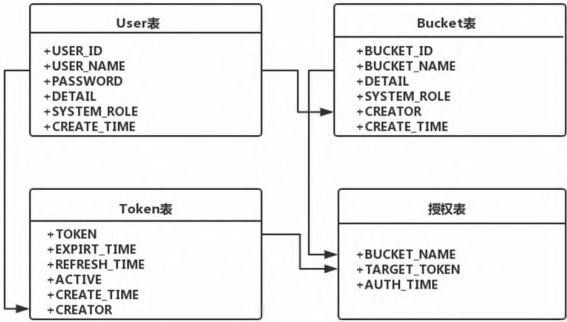 User表
+USER_ID
+USER_NAME
+PASSWORD
+DETAIL
+SYSTEM_ROLE
+CREATE_TIME
Bucket表
+BUCKET_ID
+BUCKET_NAME
+DETAIL
+SYSTEM_ROLE
+CREATOR
+CREATE_TIME
Token表
+TOKEN
+EXPIRT_TIME
+REFRESH_TIME
+ACTIVE
+CREATE_TIME
+CREATOR
授权表
+BUCKET_NAME
+TARGET_TOKEN
+AUTH_TIME